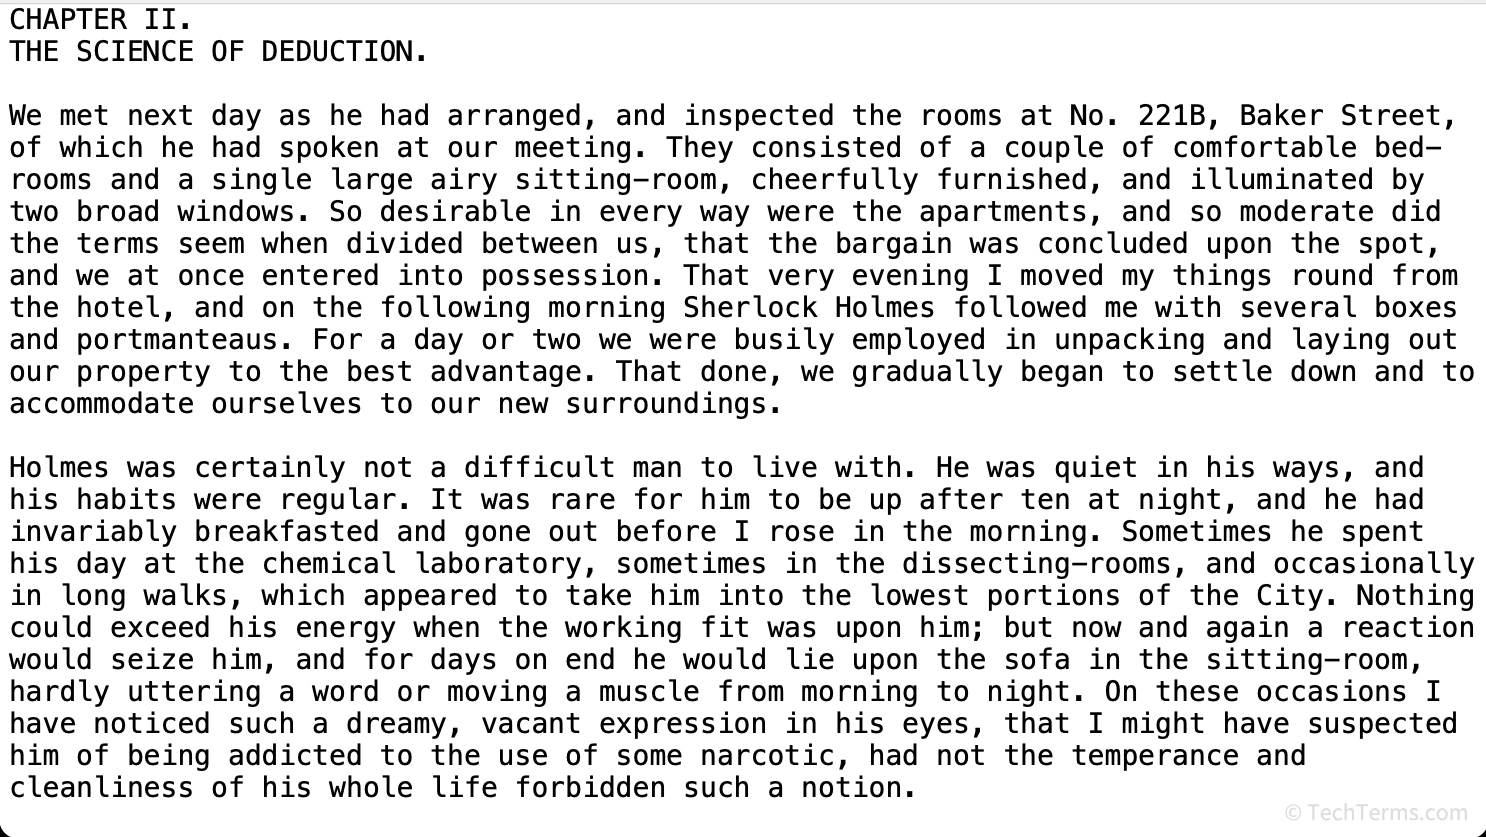 CHAPTER II.
THE SCIENCE OF DEDUCTION.
We met next day as he had arranged, and inspected the rooms at No. 221B, Baker Street,
of which he had spoken at our meeting. They consisted of a couple of comfortable bed-
rooms and a single large airy sitting-room, cheerfully furnished, and illuminated by
two broad windows. So desirable in every way were the apartments, and so moderate did
the terms seem when divided between us, that the bargain was concluded upon the spot,
and we at once entered into possession. That very evening I moved my things round from
the hotel, and on the following morning Sherlock Holmes followed me with several boxes
and portmanteaus. For a day or two we were busily employed in unpacking and laying out
our property to the best advantage. That done, we gradually began to settle down and to
accommodate ourselves to our new surroundings.
Holmes was certainly not a difficult man to live with. He was quiet in his ways, and
his habits were regular. It was rare for him to be up after ten at night, and he had
invariably breakfasted and gone out before I rose in the morning. Sometimes he spent
his day at the chemical laboratory, sometimes in the dissecting-rooms, and occasionally
in long walks, which appeared to take him into the lowest portions of the City. Nothing
could exceed his energy when the working fit was upon him; but now and again a reaction
would seize him, and for days on end he would lie upon the sofa in the sitting-room,
hardly uttering a word or moving a muscle from morning to night. On these occasions I
have noticed such a dreamy, vacant expression in his eyes, that I might have suspected
him of being addicted to the use of some narcotic, had not the temperance and
cleanliness of his whole life forbidden such a notion.
© TechTerms.com